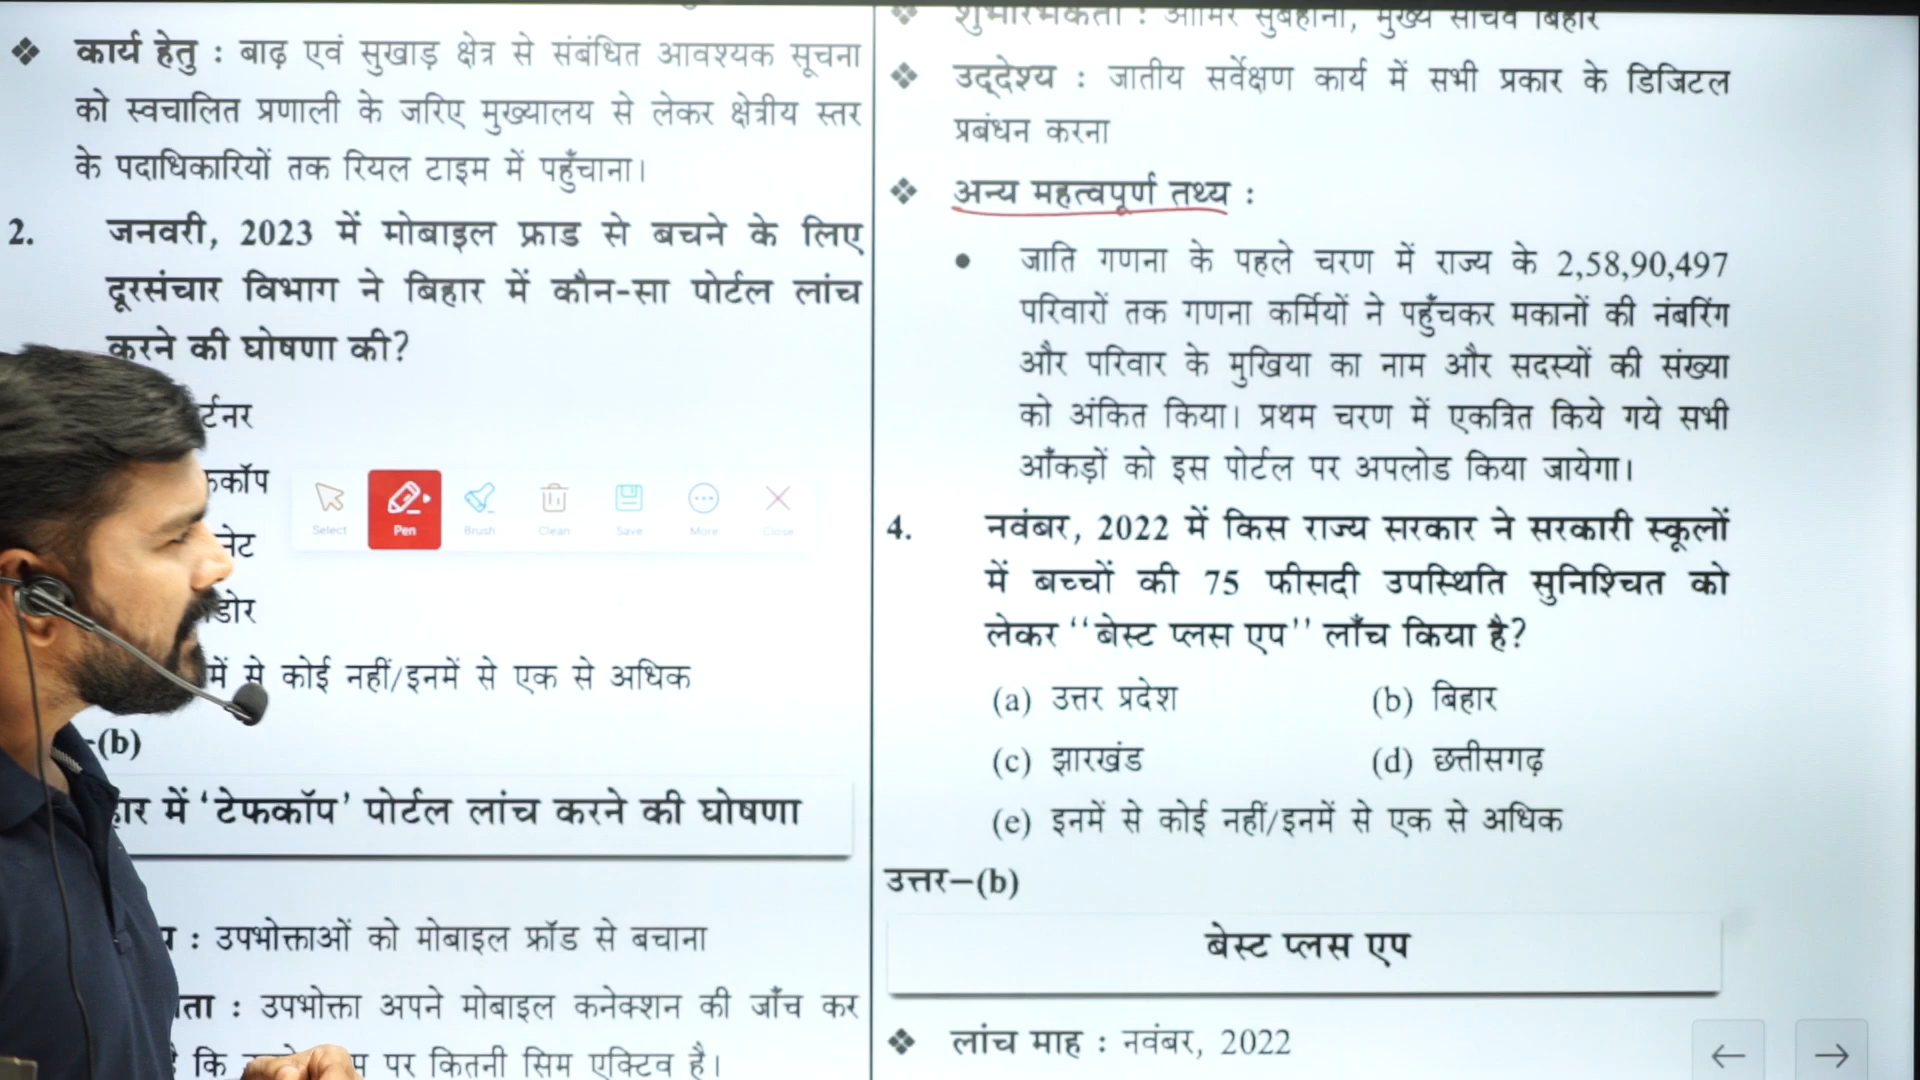 ❖ कार्य हेतु : बाढ़ एवं सुखाड़ क्षेत्र से संबंधित आवश्यक सूचना
को स्वचालित प्रणाली के जरिए मुख्यालय से लेकर क्षेत्रीय स्तर
के पदाधिकारियों तक रियल टाइम में पहुँचाना।
2. जनवरी, 2023 में मोबाइल फ्राड से बचने के लिए
दूरसंचार विभाग ने बिहार में कौन-सा पोर्टल लांच
करने की घोषणा की?
र्टनर
कॉप
नेट
डोर
में से कोई नहीं/इनमें से एक से अधिक
-(b)
में ‘टेफकॉप’ पोर्टल लांच करने की घोषणा
: उपभोक्ताओं को मोबाइल फ्रॉड से बचाना
ता : उपभोक्ता अपने मोबाइल कनेक्शन की जाँच कर
कि पर कितनी सिम एक्टिव है।
Select Pen Brush Clean Save More Close
❖ शुभारंभकर्ता : आमिर सुबहानी, मुख्य सचिव बिहार
❖ उद्देश्य : जातीय सर्वेक्षण कार्य में सभी प्रकार के डिजिटल
प्रबंधन करना
❖ अन्य महत्वपूर्ण तथ्य :
• जाति गणना के पहले चरण में राज्य के 2,58,90,497
परिवारों तक गणना कर्मियों ने पहुँचकर मकानों की नंबरिंग
और परिवार के मुखिया का नाम और सदस्यों की संख्या
को अंकित किया। प्रथम चरण में एकत्रित किये गये सभी
आँकड़ों को इस पोर्टल पर अपलोड किया जायेगा।
4. नवंबर, 2022 में किस राज्य सरकार ने सरकारी स्कूलों
में बच्चों की 75 फीसदी उपस्थिति सुनिश्चित को
लेकर ‘‘बेस्ट प्लस एप’’ लाँच किया है?
(a) उत्तर प्रदेश (b) बिहार
(c) झारखंड (d) छत्तीसगढ़
(e) इनमें से कोई नहीं/इनमें से एक से अधिक
उत्तर–(b)
बेस्ट प्लस एप
❖ लांच माह : नवंबर, 2022